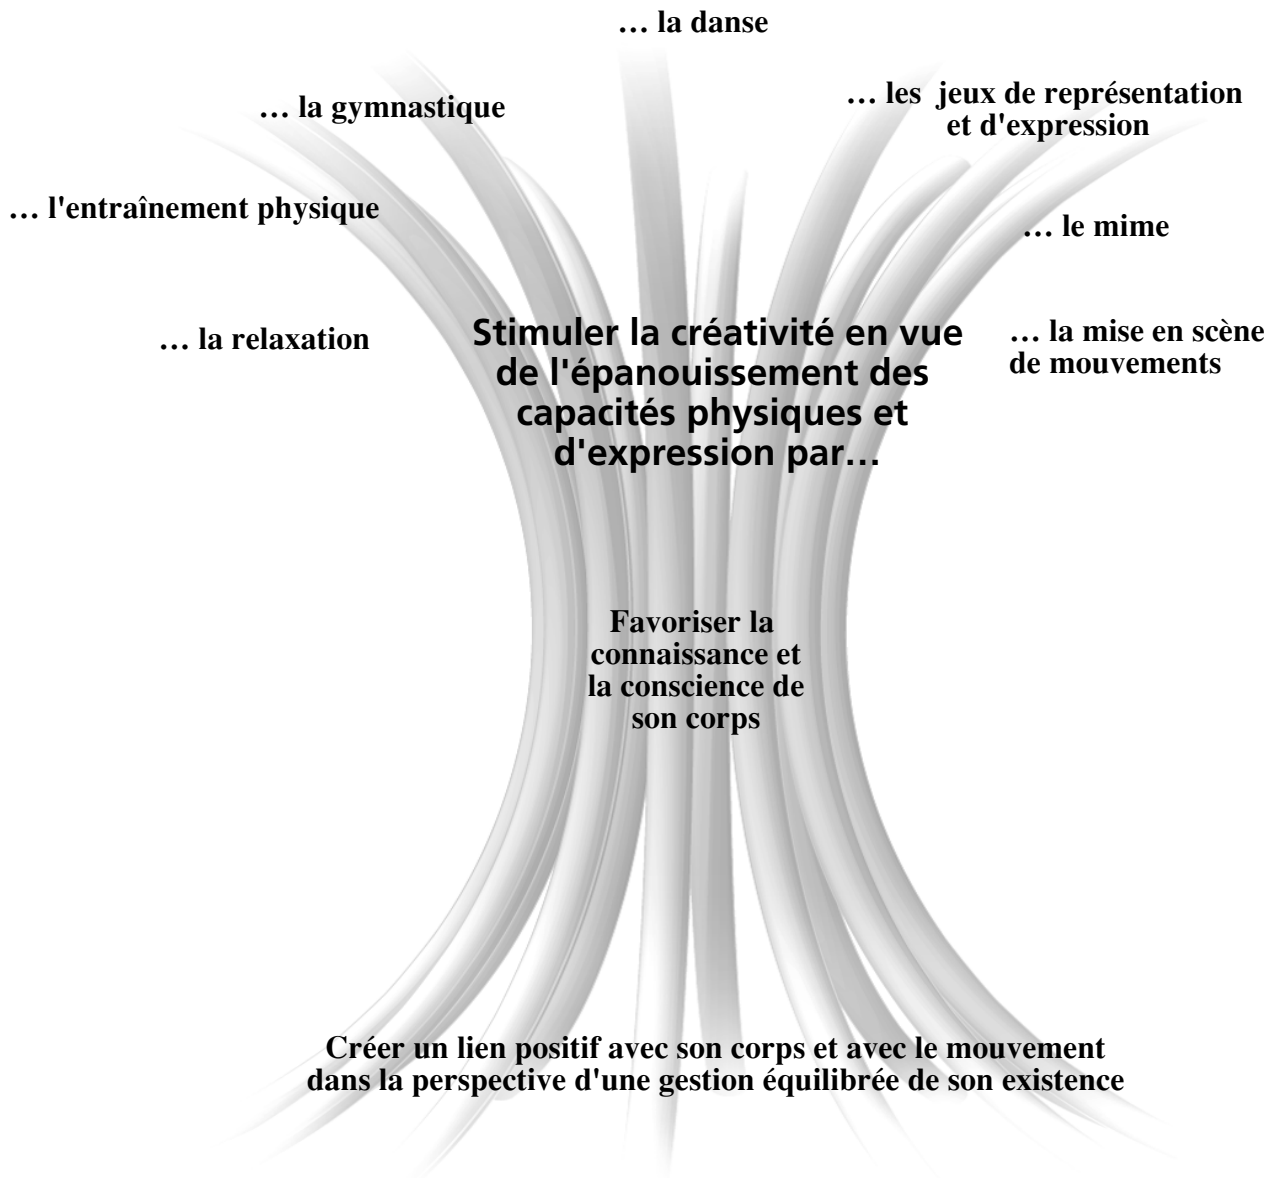 … la danse
… les jeux de représentation
et d'expression
… la gymnastique
… l'entraînement physique
… le mime
… la relaxation
… la mise en scène
de mouvements
Stimuler la créativité en vue
de l'épanouissement des
capacités physiques et
d'expression par…
Favoriser la
connaissance et
la conscience de
son corps
Créer un lien positif avec son corps et avec le mouvement
dans la perspective d'une gestion équilibrée de son existence